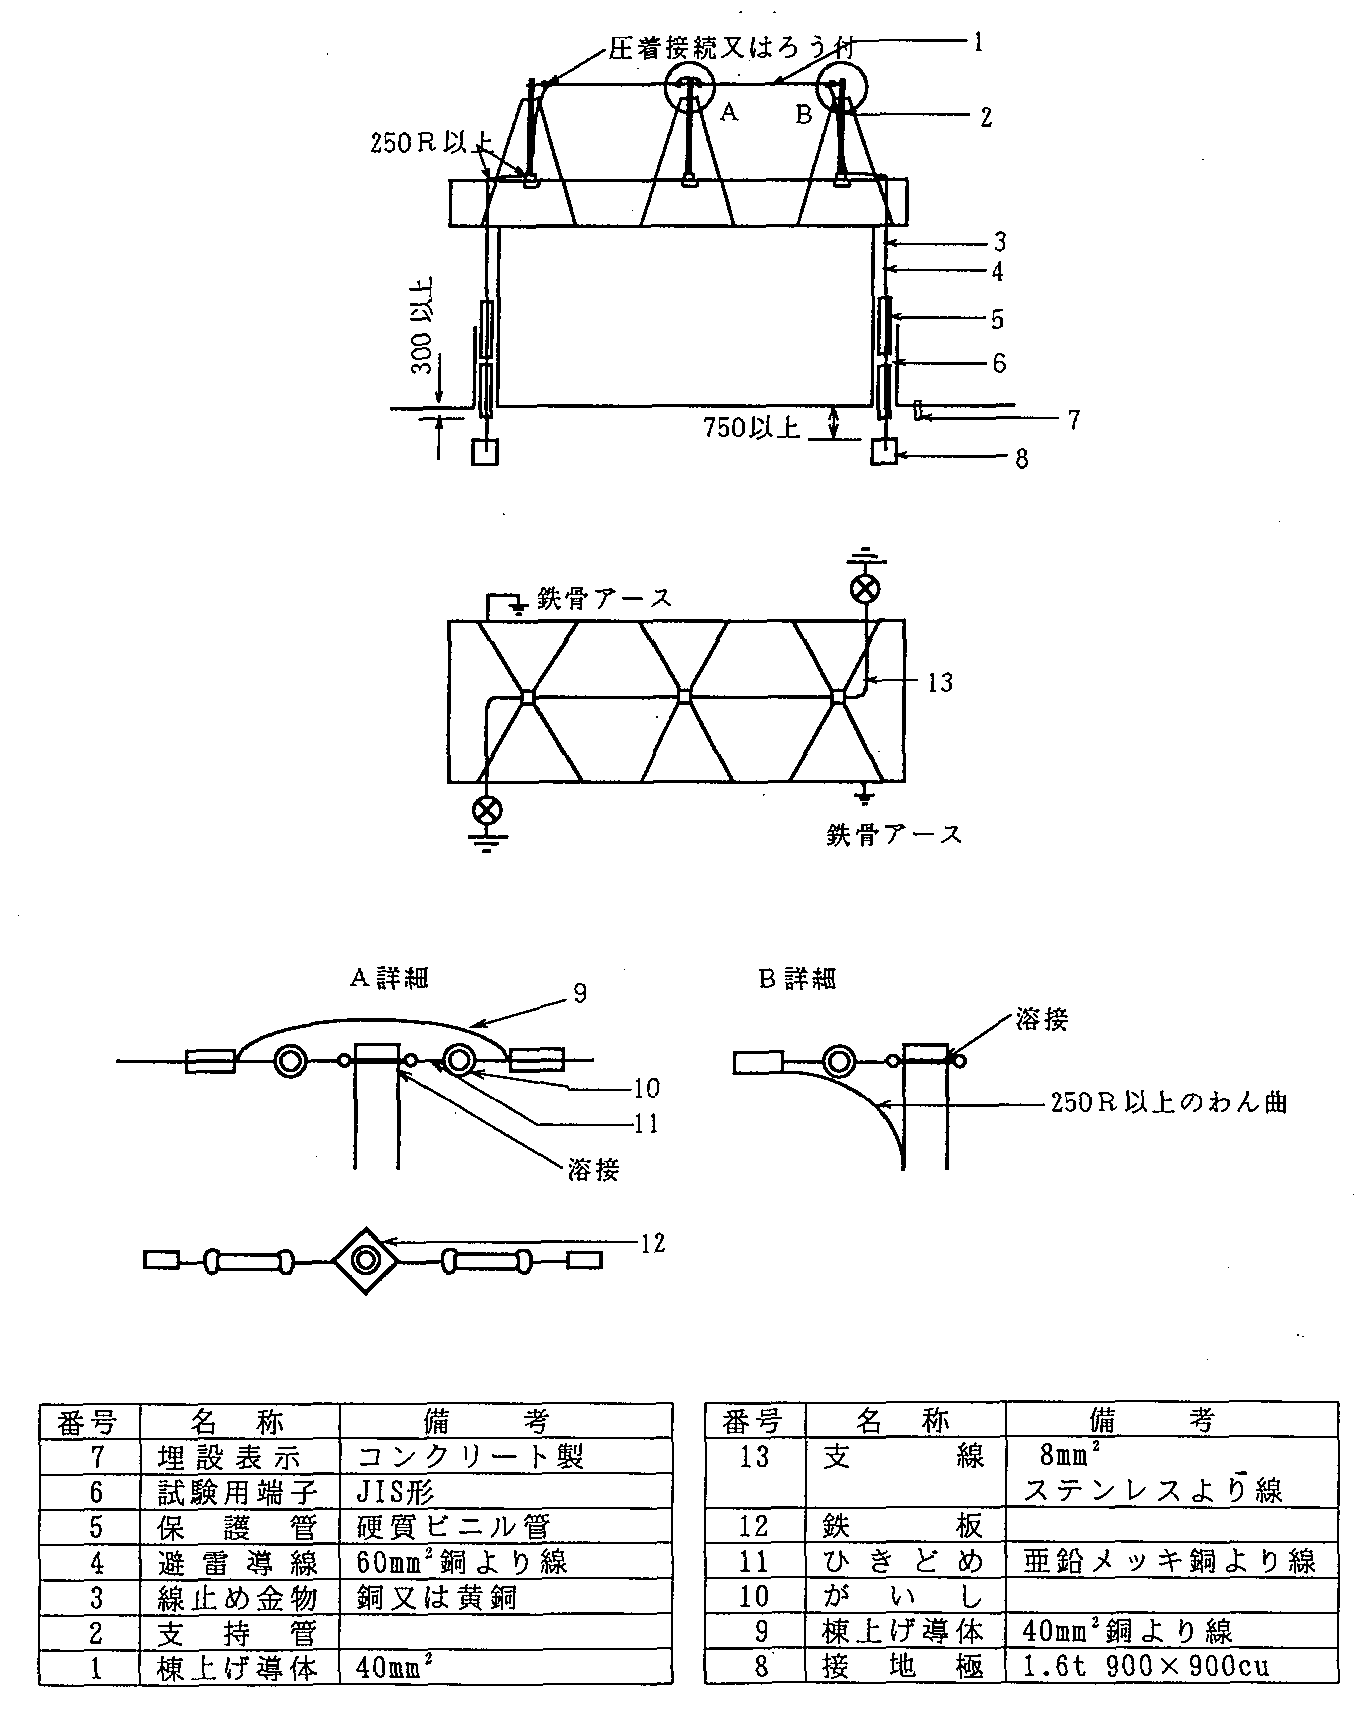 圧着接続又はろう付
1
A
B
2
250R以上
3
4
300以上
5
6
7
750以上
8
鉄骨アース
13
鉄骨アース
A詳細
B詳細
9
溶接
10
250R以上のわん曲
11
溶接
12
番号 名称 備考
7 埋設表示 コンクリート製
6 試験用端子 JIS形
5 保護管 硬質ビニル管
4 避雷導線 60mm²銅より線
3 線止め金物 銅又は黄銅
2 支持管
1 棟上げ導体 40mm²
番号 名称 備考
13 支線 8mm²
ステンレスより線
12 鉄板
11 ひきどめ 亜鉛メッキ銅より線
10 がいし
9 棟上げ導体 40mm²銅より線
8 接地極 1.6t 900×900cu